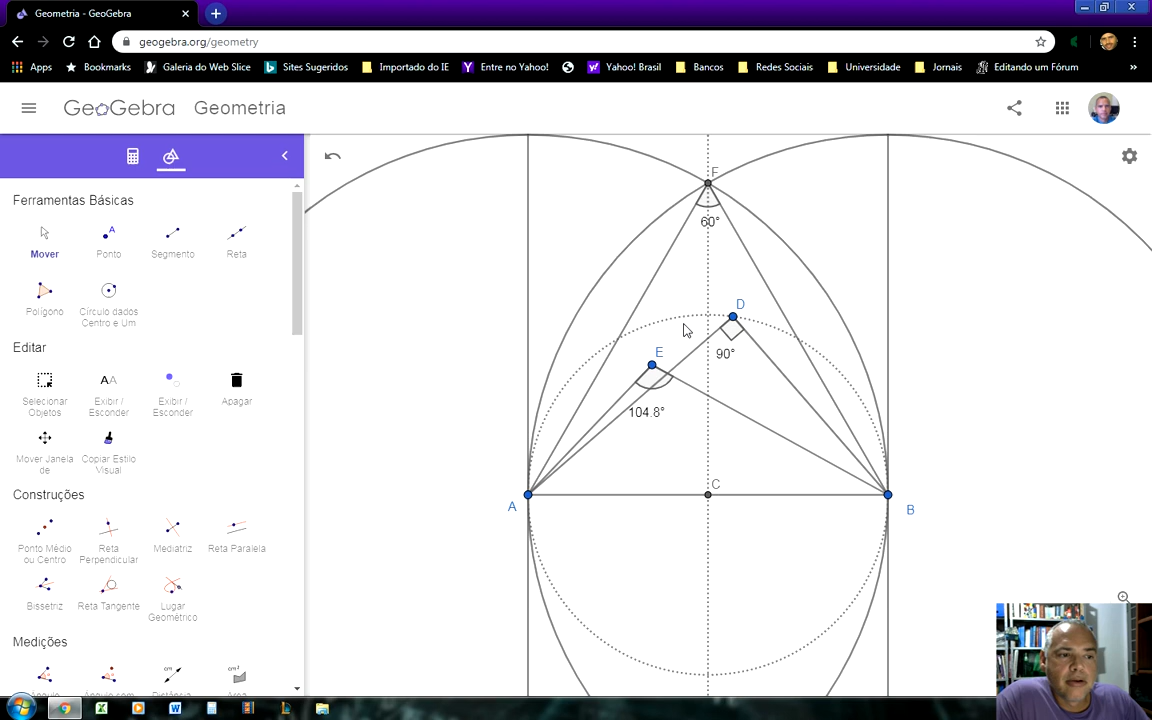 Geometria - GeoGebra
geogebra.org/geometry
Apps Bookmarks Galeria do Web Slice Sites Sugeridos Importado do IE Entre no Yahoo! Yahoo! Brasil Bancos Redes Sociais Universidade Jornais Editando um Fórum »
GeoGebra Geometria
Ferramentas Básicas
A
Mover Ponto Segmento Reta
Polígono Círculo dados
Centro e Um
Editar
AA
Selecionar
Objetos
Exibir /
Esconder
Exibir /
Esconder
Apagar
Mover Janela
de
Copiar Estilo
Visual
Construções
Ponto Médio
ou Centro
Reta
Perpendicular
Mediatriz
Reta Paralela
Bissetriz
Reta Tangente
Lugar
Geométrico
Medições
cm
cm²
F
60°
D
90°
E
104.8°
C
A
B